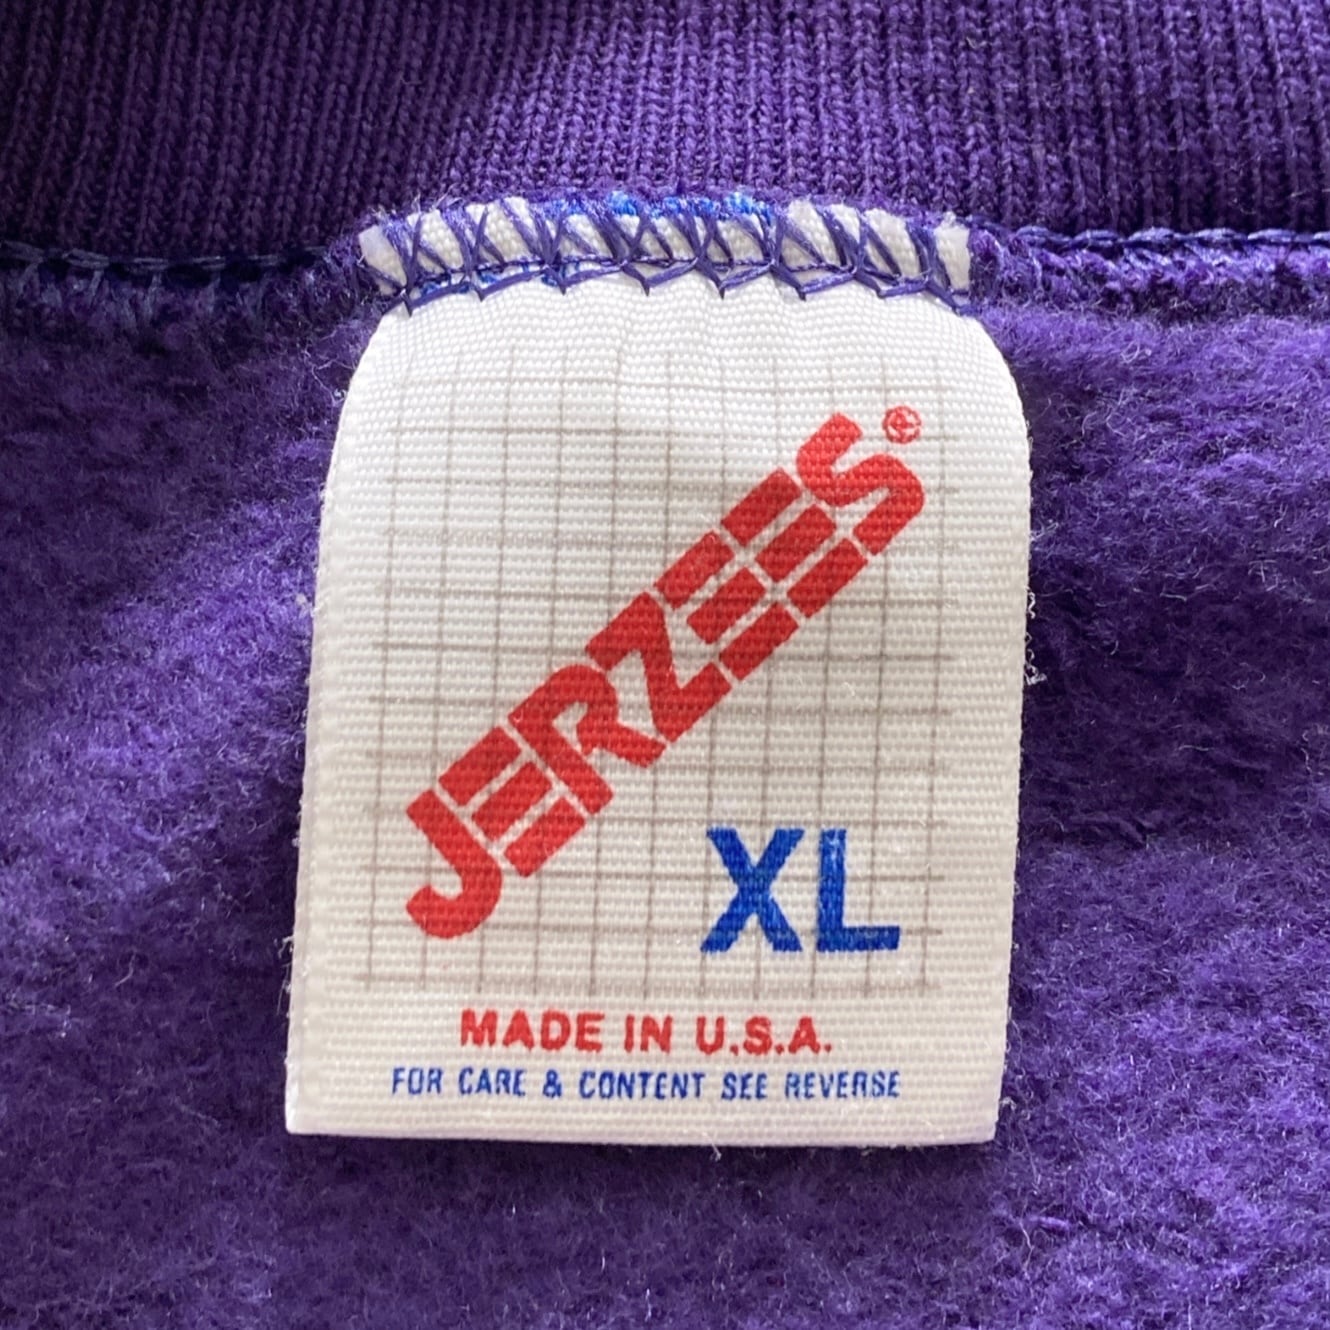 JERZEES®
XL
MADE IN U.S.A.
FOR CARE & CONTENT SEE REVERSE